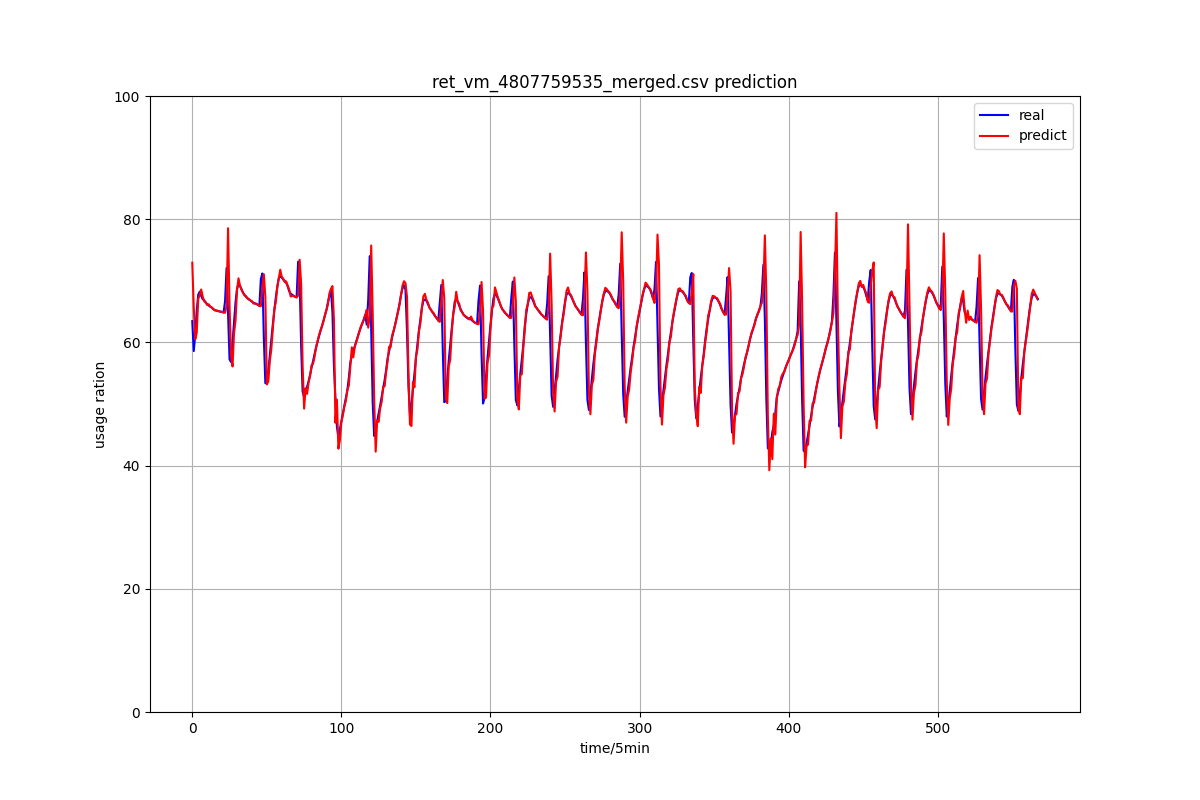 ret_vm_4807759535_merged.csv prediction
100
80
60
40
20
0
usage ration
real
predict
0 100 200 300 400 500
time/5min